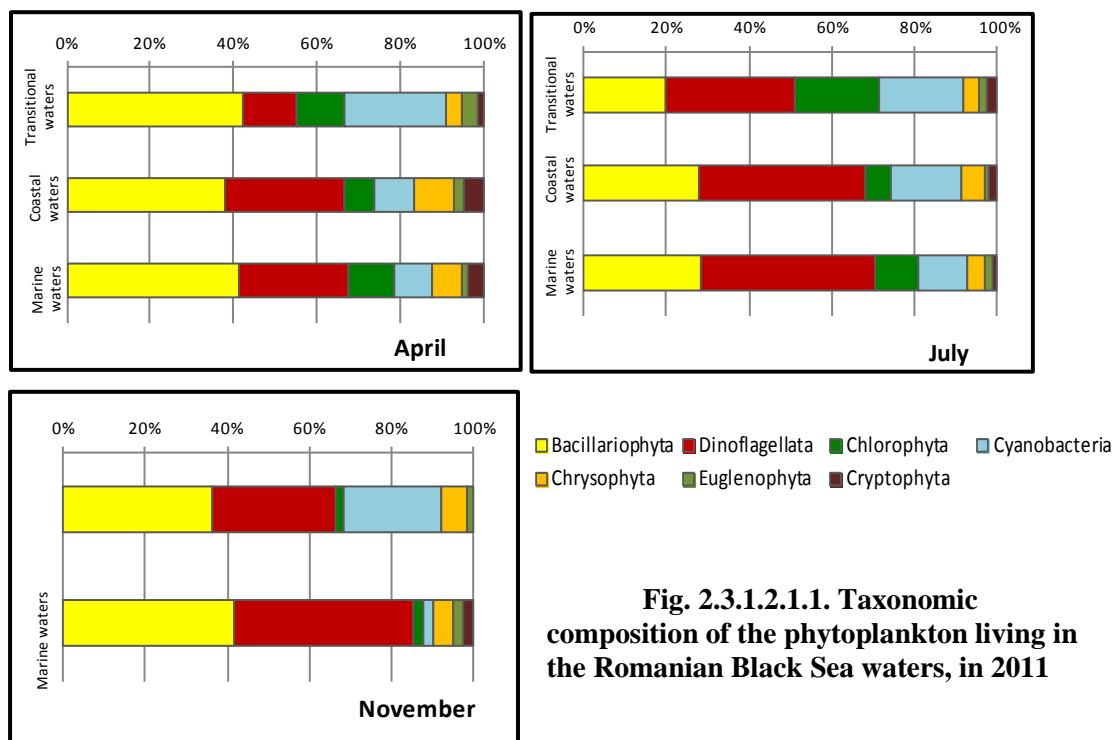 0% 20% 40% 60% 80% 100%
Transitional
waters
Coastal
waters
Marine
waters
April
0% 20% 40% 60% 80% 100%
Transitional
waters
Coastal
waters
Marine
waters
July
0% 20% 40% 60% 80% 100%
Marine waters
November
Bacillariophyta Dinoflagellata Chlorophyta Cyanobacteria
Chrysophyta Euglenophyta Cryptophyta
Fig. 2.3.1.2.1.1. Taxonomic
composition of the phytoplankton living in
the Romanian Black Sea waters, in 2011